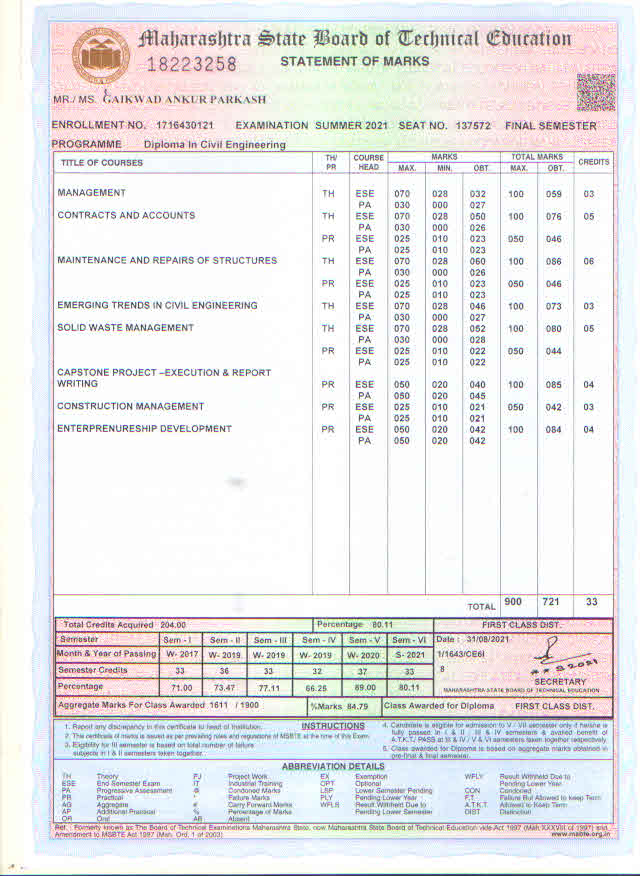 Maharashtra State Board of Technical Education
18223258
STATEMENT OF MARKS
MR./ MS. GAIKWAD ANKUR PARKASH
ENROLLMENT NO. 1716430121 EXAMINATION SUMMER 2021 SEAT NO. 137572 FINAL SEMESTER
PROGRAMME Diploma In Civil Engineering
TITLE OF COURSES TH/ PR COURSE HEAD MARKS MAX. MIN. OBT. TOTAL MARKS MAX. OBT. CREDITS
MANAGEMENT TH ESE 070 028 032 100 059 03
PA 030 000 027
CONTRACTS AND ACCOUNTS TH ESE 070 028 050 100 076 05
PA 030 000 026
PR ESE 025 010 023 050 046
PA 025 010 023
MAINTENANCE AND REPAIRS OF STRUCTURES TH ESE 070 028 060 100 086 06
PA 030 000 026
PR ESE 025 010 023 050 046
PA 025 010 023
EMERGING TRENDS IN CIVIL ENGINEERING TH ESE 070 028 046 100 073 03
PA 030 000 027
SOLID WASTE MANAGEMENT TH ESE 070 028 052 100 080 05
PA 030 000 028
PR ESE 025 010 022 050 044
PA 025 010 022
CAPSTONE PROJECT –EXECUTION & REPORT
WRITING PR ESE 050 020 040 100 085 04
PA 050 020 045
CONSTRUCTION MANAGEMENT PR ESE 025 010 021 050 042 03
PA 025 010 021
ENTERPRENURESHIP DEVELOPMENT PR ESE 050 020 042 100 084 04
PA 050 020 042
TOTAL 900 721 33
Total Credits Acquired 204.00 Percentage 80.11 FIRST CLASS DIST.
Semester Sem - I Sem - II Sem - III Sem - IV Sem - V Sem - VI Date : 31/08/2021
Month & Year of Passing W- 2017 W- 2019 W- 2019 W- 2019 W- 2020 S- 2021 1/1643/CE6I
Semester Credits 33 36 33 32 37 33 8
Percentage 71.00 73.47 77.11 66.25 89.00 80.11
SECRETARY
MAHARASHTRA STATE BOARD OF TECHNICAL EDUCATION
Aggregate Marks For Class Awarded 1611 / 1900 %Marks 84.79 Class Awarded for Diploma FIRST CLASS DIST.
INSTRUCTIONS
1. Report any discrepancy in this certificate to head of Institution.
2. The certificate of marks is issued as per prevailing rules and regulations of MSBTE at the time of this Exam.
3. Eligibility for III semester is based on total number of failure
subjects in I & II semesters taken together.
4. Candidate is eligible for admission to V / VII semester only if he/she is
fully passed in I & II / III & IV semesters & availed benefit of
A.T.K.T./ PASS at III & IV / V & VI semesters taken together respectively.
5. Class awarded for Diploma is based on aggregate marks obtained in
pre-final & final semester.
ABBREVIATION DETAILS
TH Theory PJ Project Work EX Exemption WFLY Result Withheld Due to
ESE End Semester Exam IT Industrial Training OPT Optional Pending Lower Year
PA Progressive Assessment @ Condoned Marks LSP Lower Semester Pending CON Condoned
PR Practical * Failure Marks PLY Pending Lower Year F.T. Failure But Allowed to keep Term
AG Aggregate # Carry Forward Marks WFLS Result Withheld Due to A.T.K.T. Allowed to Keep Term
AP Additional Practical % Percentage of Marks Pending Lower Semester DIST Distinction
OR Oral AB Absent
Ref. : Formerly known as The Board of Technical Examinations Maharashtra State, now Maharashtra State Board of Technical Education vide Act 1997 (Mah. XXXVIII of 1997) and
Amendment to MSBTE Act 1997 (Mah. Ord. 1 of 2003) www.msbte.org.in